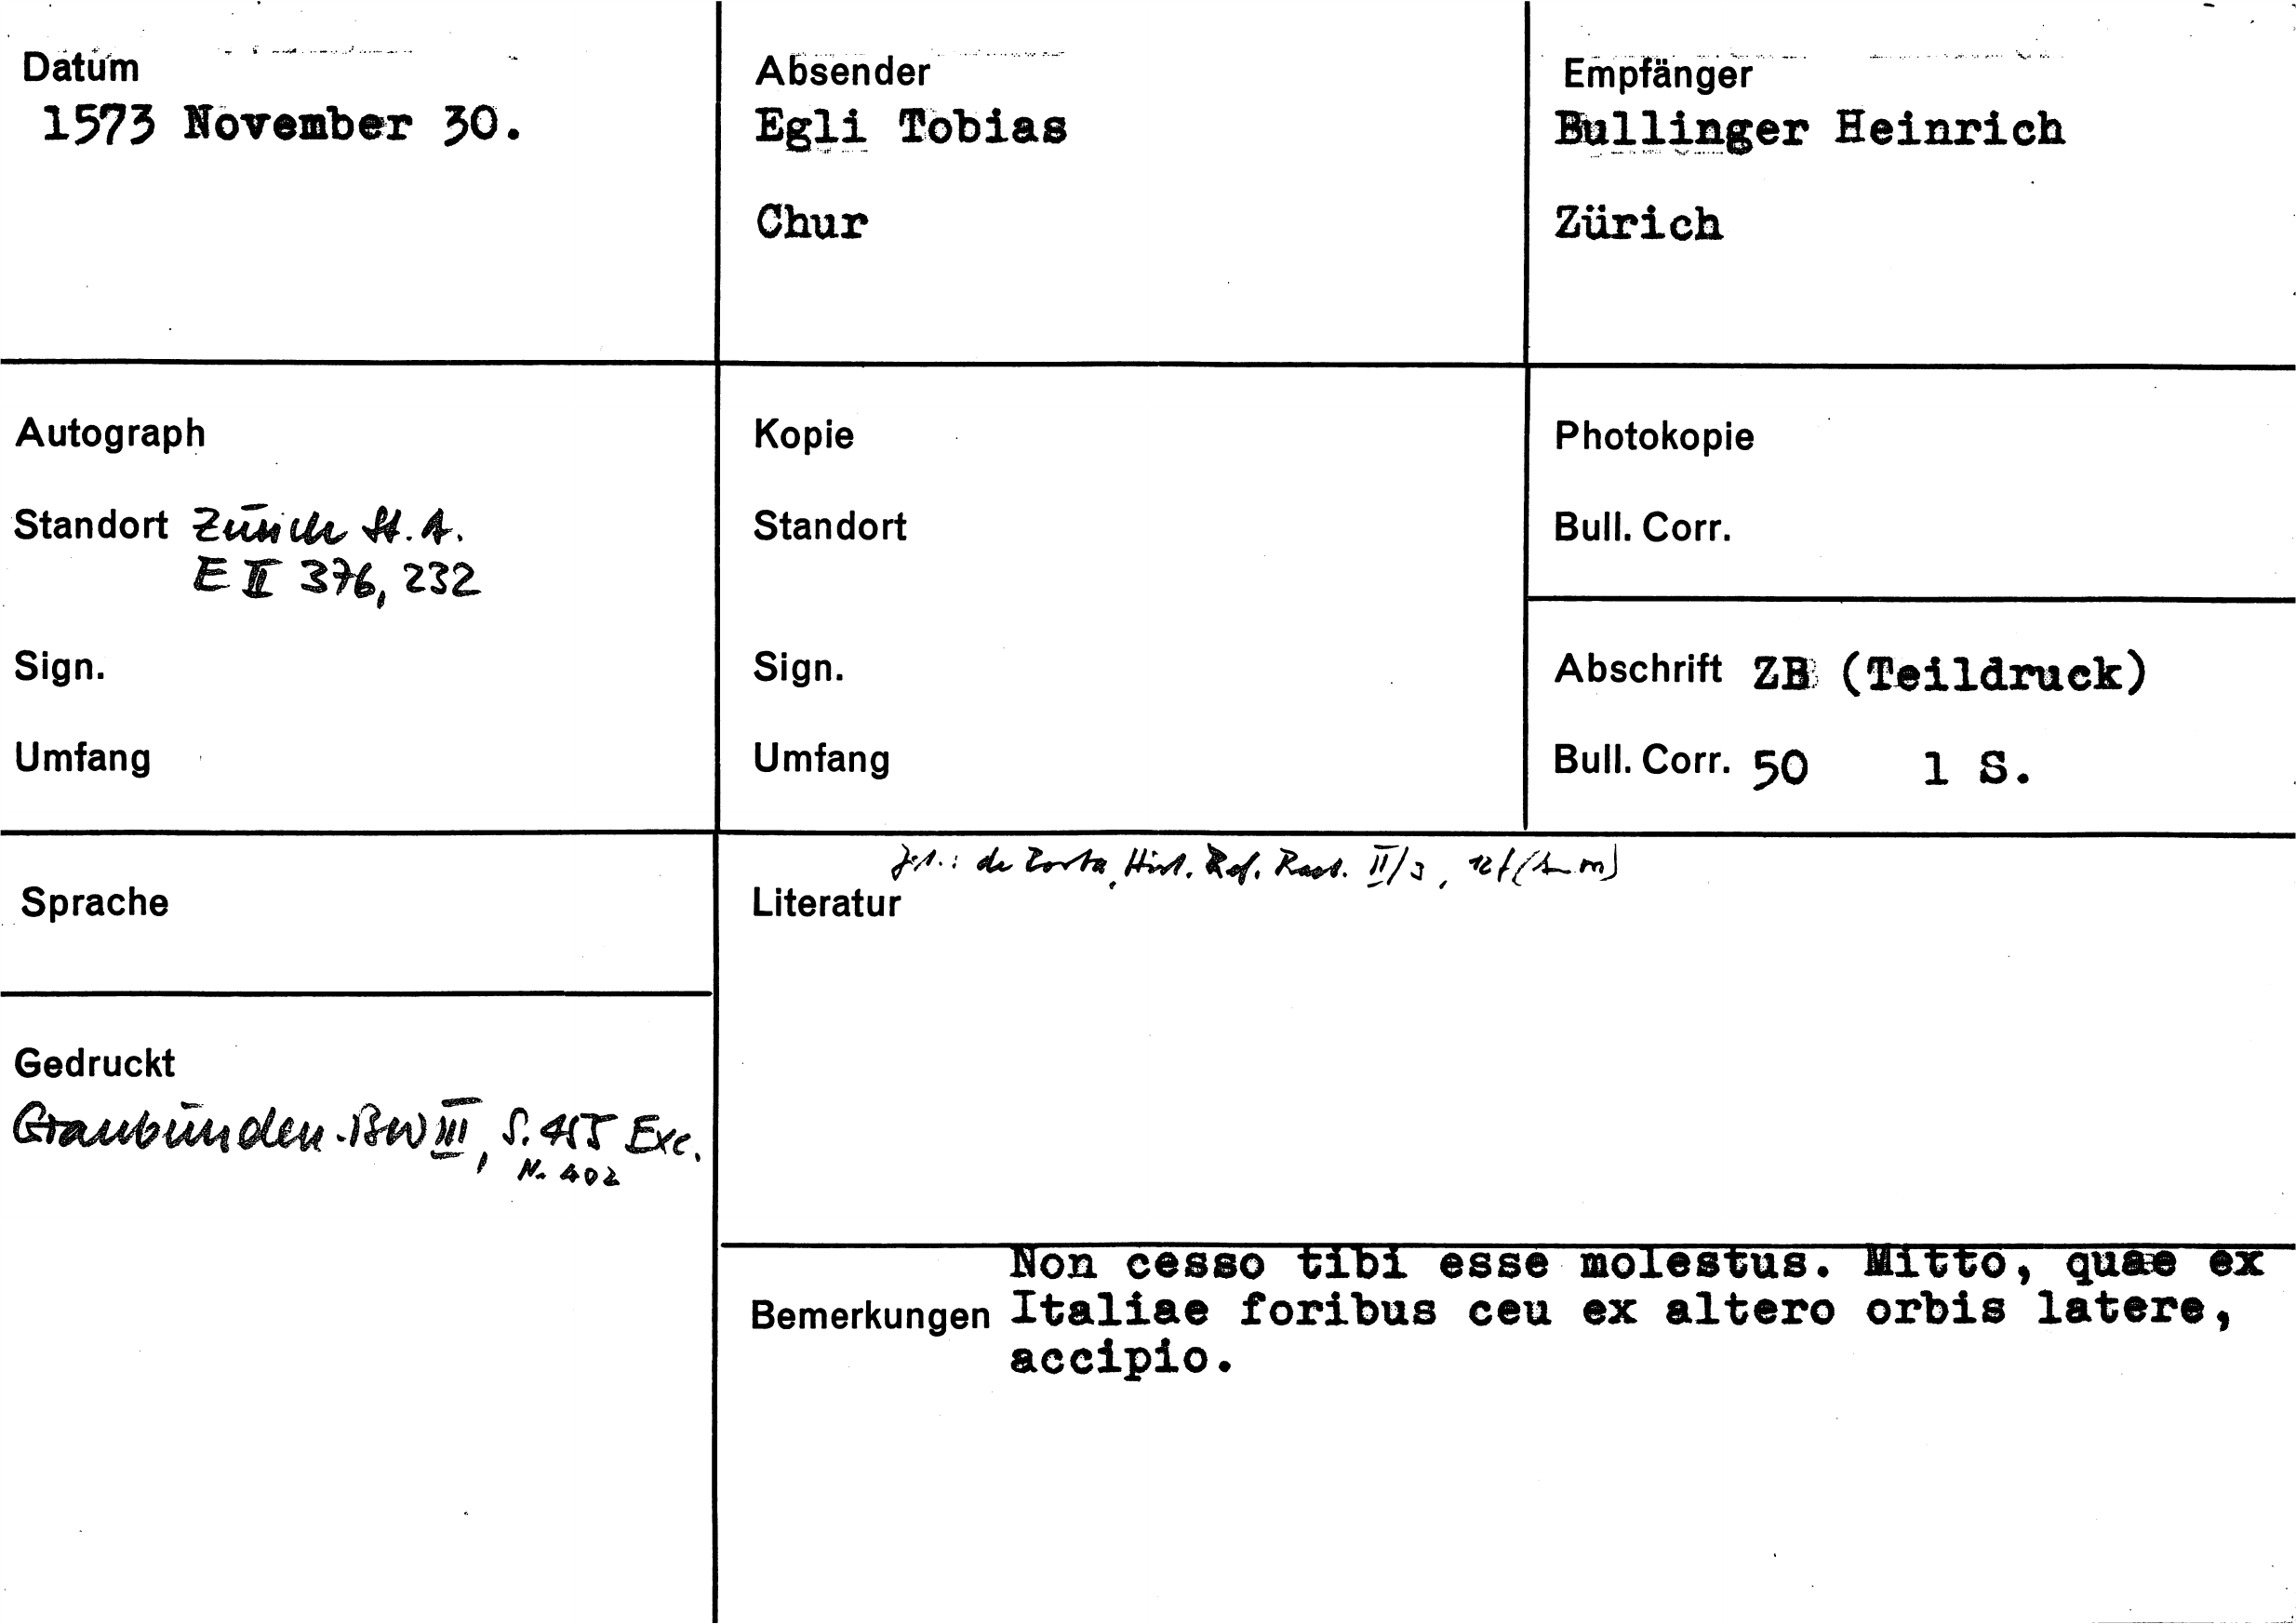 Datum
1573 November 30.
Absender
Egli Tobias
Chur
Empfänger
Bullinger Heinrich
Zürich
Autograph
Standort Zürich St. A.
E II 376, 232
Sign.
Umfang
Kopie
Standort
Sign.
Umfang
Photokopie
Bull. Corr.
Abschrift ZB (Teildruck)
Bull. Corr. 50 1 S.
Sprache
Gedruckt
Graubünden. BW III, S. 455 Exc.
N. 402
de Porta, Hist. Ref. Raet. II/3, 12f
Literatur
Bemerkungen
Non cesso tibi esse molestus. Mitto, quae ex
Italiae foribus ceu ex altero orbis latere,
accipio.